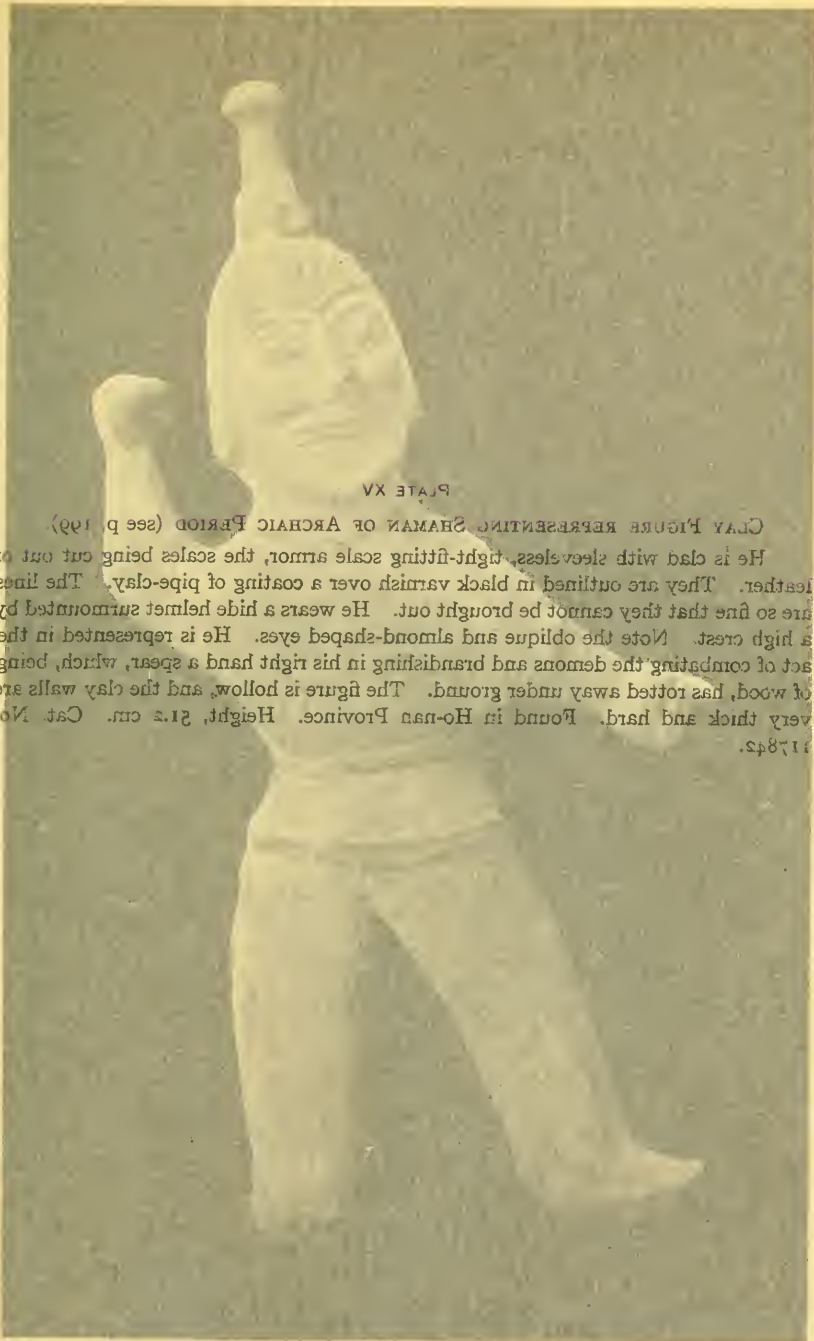 PLATE XV
CLAY FIGURE REPRESENTING SHAMAN OF ARCHAIC PERIOD (see p. 199).
He is clad with sleeveless, tight-fitting scale armor, the scales being cut out
leather. They are outlined in black varnish over a coating of pipe-clay. The lines
are so fine that they cannot be brought out. He wears a hide helmet surmounted by
a high crest. Note the oblique and almond-shaped eyes. He is represented in the
act of combating the demons and brandishing in his right hand a spear, which, being
of wood, has rotted away under ground. The figure is hollow, and the clay walls
very thick and hard. Found in Ho-nan Province. Height, 51.2 cm. Cat. No
117842.